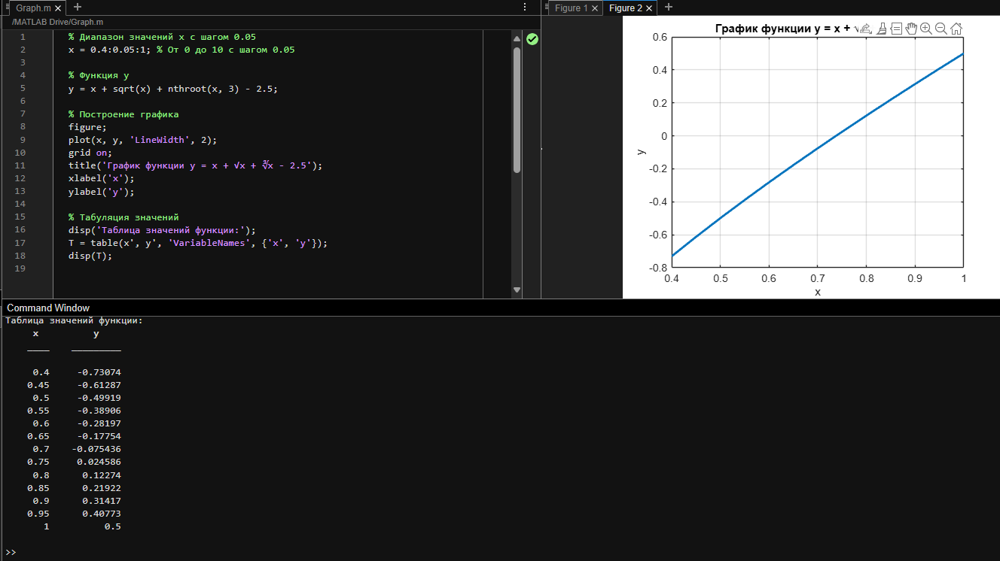 Graph.m × +
/MATLAB Drive/Graph.m
1 % Диапазон значений x с шагом 0.05
2 x = 0.4:0.05:1; % От 0 до 10 с шагом 0.05
3
4 % Функция y
5 y = x + sqrt(x) + nthroot(x, 3) - 2.5;
6
7 % Построение графика
8 figure;
9 plot(x, y, 'LineWidth', 2);
10 grid on;
11 title('График функции y = x + √x + ∛x - 2.5');
12 xlabel('x');
13 ylabel('y');
14
15 % Табуляция значений
16 disp('Таблица значений функции:');
17 T = table(x', y', 'VariableNames', {'x', 'y'});
18 disp(T);
19
Figure 1 × Figure 2 × +
График функции y = x +
0.6
0.4
0.2
0
-0.2
-0.4
-0.6
-0.8
y
0.4 0.5 0.6 0.7 0.8 0.9 1
x
Command Window
Таблица значений функции:
x y
0.4 -0.73074
0.45 -0.61287
0.5 -0.49919
0.55 -0.38906
0.6 -0.28197
0.65 -0.17754
0.7 -0.075436
0.75 0.024586
0.8 0.12274
0.85 0.21922
0.9 0.31417
0.95 0.40773
1 0.5
>>